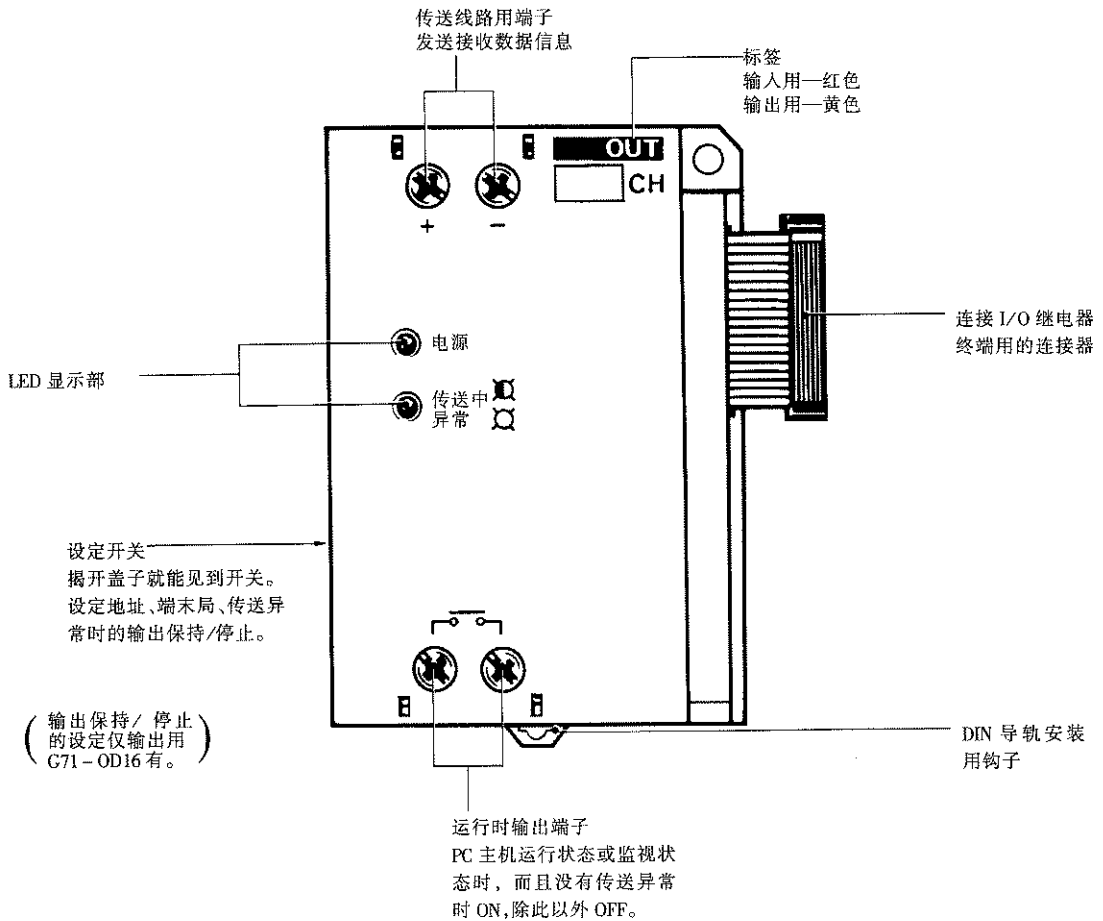 传送线路用端子
发送接收数据信息
标签
输入用—红色
输出用—黄色
OUT
CH
+ −
连接 I/O 继电器
终端用的连接器
电源
LED 显示部
传送中
异常
设定开关
揭开盖子就能见到开关。
设定地址、端末局、传送异
常时的输出保持/停止。
(输出保持/ 停止
的设定仅输出用
G71-OD16 有。)
DIN 导轨安装
用钩子
运行时输出端子
PC 主机运行状态或监视状
态时，而且没有传送异常
时 ON,除此以外 OFF。